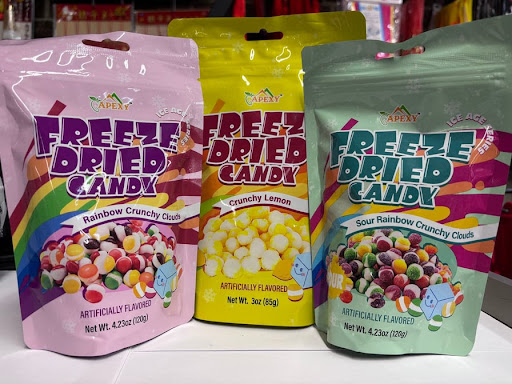 APEXY
ICE AGE SERIES
FREEZE
DRIED
CANDY
Rainbow Crunchy Clouds
ARTIFICIALLY FLAVORED
Net Wt. 4.23oz (120g)
APEXY
FREEZE
DRIED
CANDY
Crunchy Lemon
ARTIFICIALLY FLAVORED
Net Wt. 3oz (85g)
APEXY
ICE AGE SERIES
FREEZE
DRIED
CANDY
Sour Rainbow Crunchy Clouds
SOUR
ARTIFICIALLY FLAVORED
Net Wt. 4.23oz (120g)